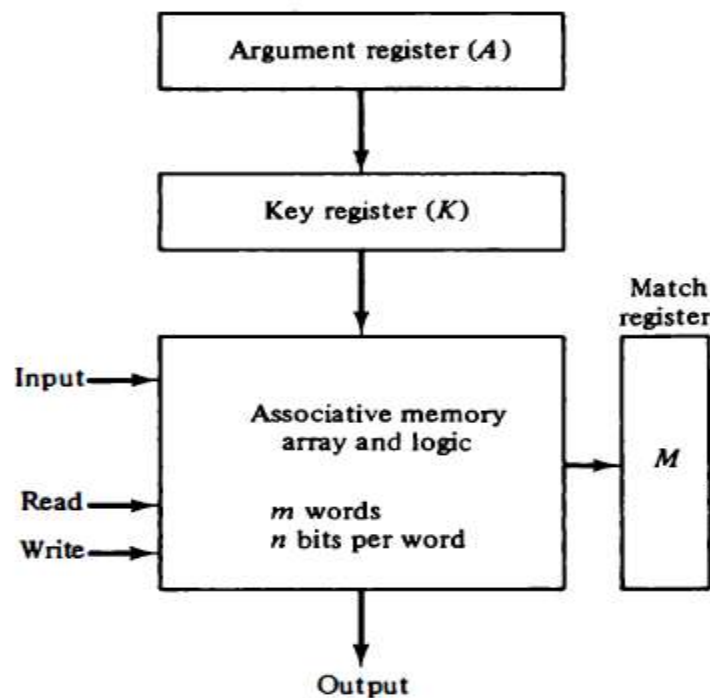 Argument register (A)
Key register (K)
Match
register
Input
Associative memory
array and logic
M
Read
m words
Write
n bits per word
Output